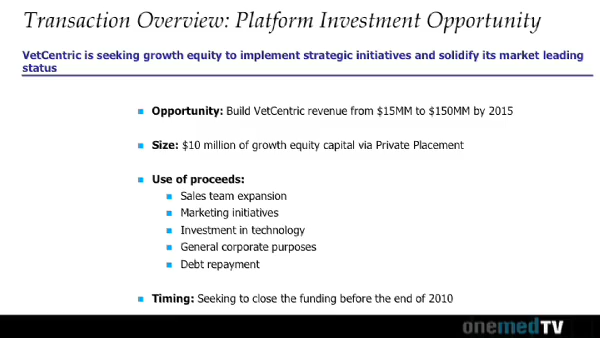 Transaction Overview: Platform Investment Opportunity
VetCentric is seeking growth equity to implement strategic initiatives and solidify its market leading
status
Opportunity: Build VetCentric revenue from $15MM to $150MM by 2015
Size: $10 million of growth equity capital via Private Placement
Use of proceeds:
Sales team expansion
Marketing initiatives
Investment in technology
General corporate purposes
Debt repayment
Timing: Seeking to close the funding before the end of 2010
onemedTV